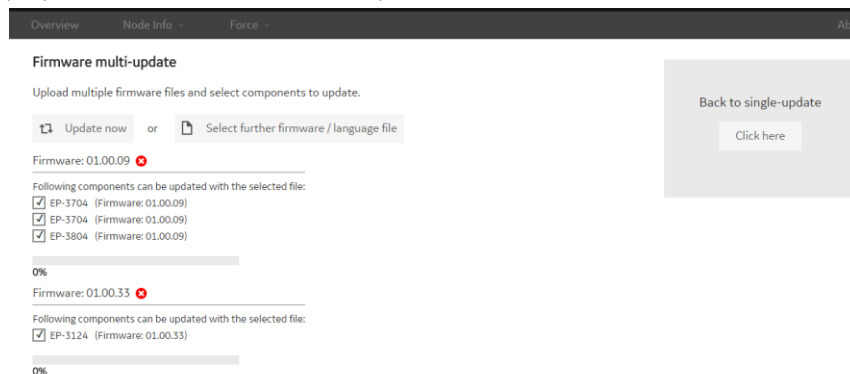 Overview Node Info - Force - Ab
Firmware multi-update
Upload multiple firmware files and select components to update.
Back to single-update
Update now or Select further firmware / language file
Click here
Firmware: 01.00.09
Following components can be updated with the selected file:
EP-3704 (Firmware: 01.00.09)
EP-3704 (Firmware: 01.00.09)
EP-3804 (Firmware: 01.00.09)
0%
Firmware: 01.00.33
Following components can be updated with the selected file:
EP-3124 (Firmware: 01.00.33)
0%